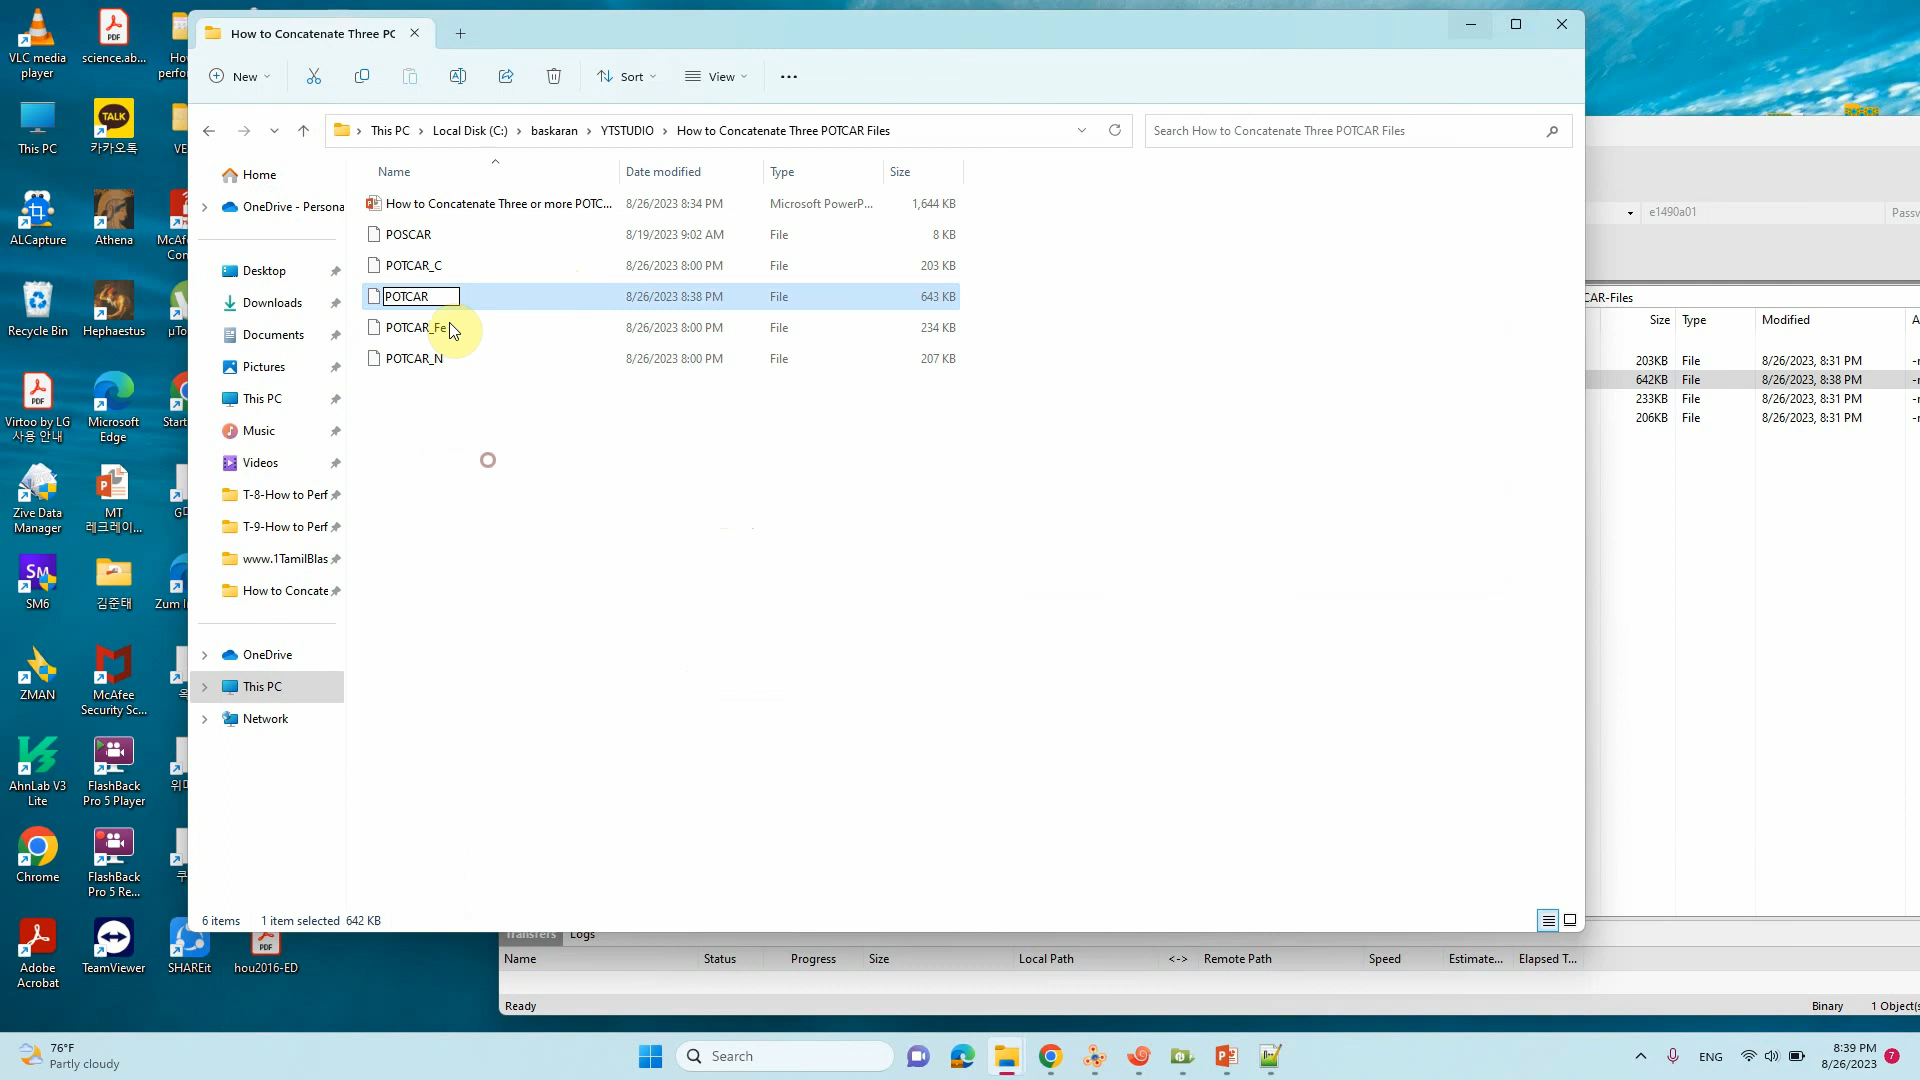 VLC media player
science.ab...
How
perfor
This PC
카카오톡
VE
ALCapture
Athena
McAf
Con
Recycle Bin
Hephaestus
µTo
Virtoo by LG 사용 안내
Microsoft Edge
Start
Zive Data Manager
MT 레크레이...
SM6
김준태
Zum I
ZMAN
McAfee Security Sc...
AhnLab V3 Lite
FlashBack Pro 5 Player
Chrome
FlashBack Pro 5 Re...
Adobe Acrobat
TeamViewer
SHAREit
hou2016-ED
How to Concatenate Three PC
New
Sort
View
This PC > Local Disk (C:) > baskaran > YTSTUDIO > How to Concatenate Three POTCAR Files
Search How to Concatenate Three POTCAR Files
Home
OneDrive - Persona
Desktop
Downloads
Documents
Pictures
This PC
Music
Videos
T-8-How to Perf
T-9-How to Perf
www.1TamilBlas
How to Concate
OneDrive
This PC
Network
Name Date modified Type Size
How to Concatenate Three or more POTC... 8/26/2023 8:34 PM Microsoft PowerP... 1,644 KB
POSCAR 8/19/2023 9:02 AM File 8 KB
POTCAR_C 8/26/2023 8:00 PM File 203 KB
POTCAR 8/26/2023 8:38 PM File 643 KB
POTCAR_Fe 8/26/2023 8:00 PM File 234 KB
POTCAR_N 8/26/2023 8:00 PM File 207 KB
6 items 1 item selected 642 KB
e1490a01 Passw
CAR-Files
Size Type Modified A
203KB File 8/26/2023, 8:31 PM -r
642KB File 8/26/2023, 8:38 PM -r
233KB File 8/26/2023, 8:31 PM -r
206KB File 8/26/2023, 8:31 PM -r
Transfers Logs
Name Status Progress Size Local Path <-> Remote Path Speed Estimate... Elapsed T...
Ready Binary 1 Object(s
76°F
Partly cloudy
Search
ENG
8:39 PM
8/26/2023
7